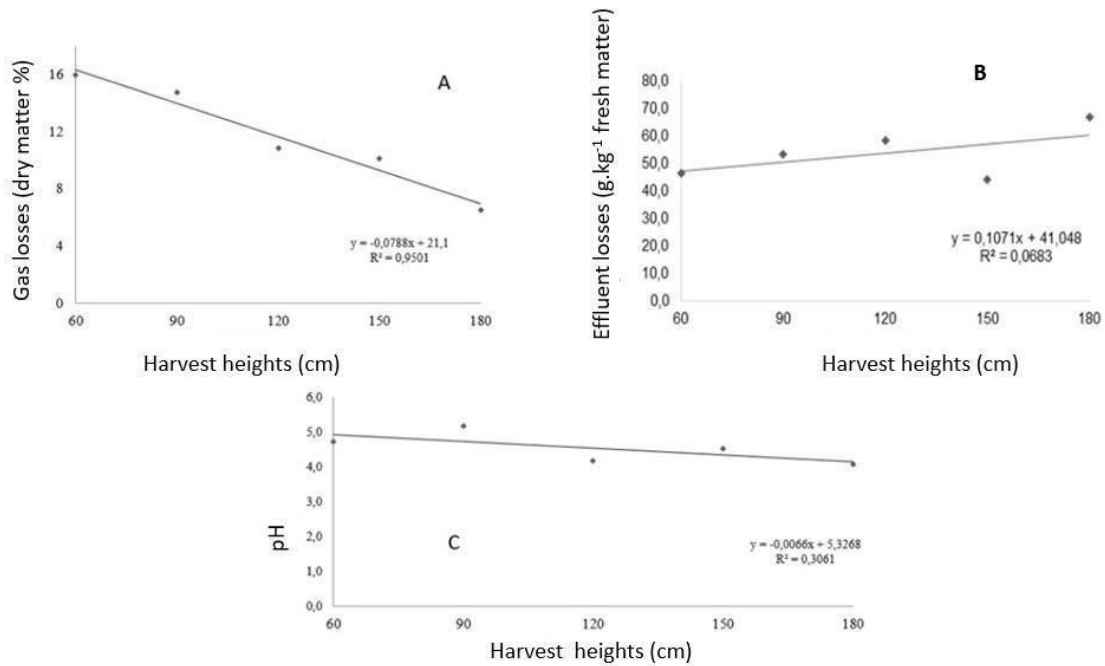 Gas losses (dry matter %)
16
12
8
4
0
60 90 120 150 180
Harvest heights (cm)
A
y = -0,0788x + 21,1
R² = 0,9501
Effluent losses (g.kg⁻¹ fresh matter)
80,0
70,0
60,0
50,0
40,0
30,0
20,0
10,0
0,0
60 90 120 150 180
Harvest heights (cm)
B
y = 0,1071x + 41,048
R² = 0,0683
pH
6,0
5,0
4,0
3,0
2,0
1,0
0,0
60 90 120 150 180
Harvest heights (cm)
C
y = -0,0066x + 5,3268
R² = 0,3061